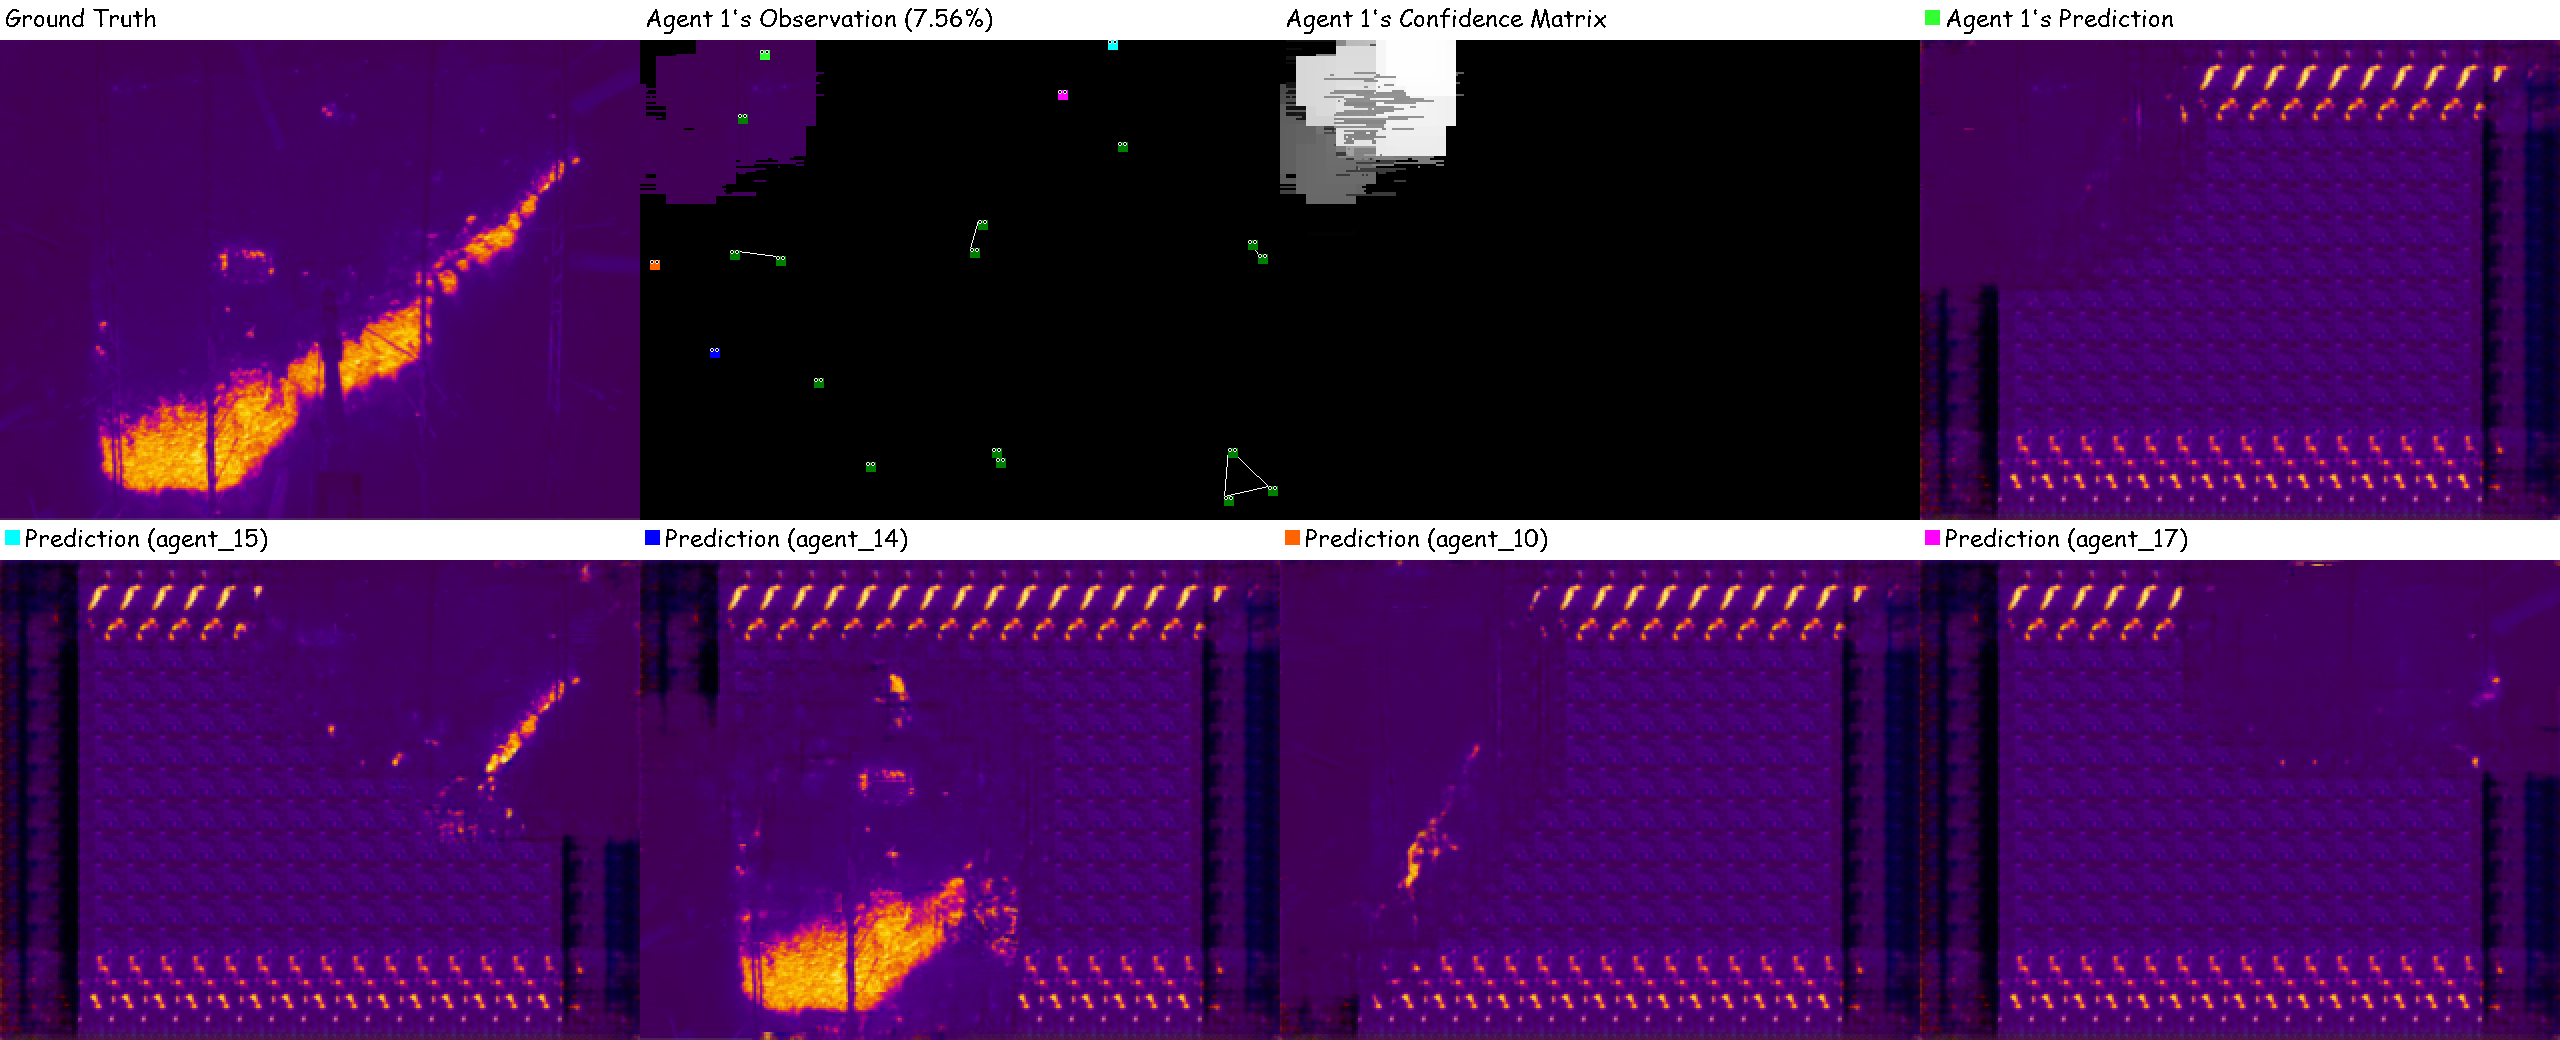 Ground Truth
Agent 1's Observation (7.56%)
Agent 1's Confidence Matrix
Agent 1's Prediction
Prediction (agent_15)
Prediction (agent_14)
Prediction (agent_10)
Prediction (agent_17)